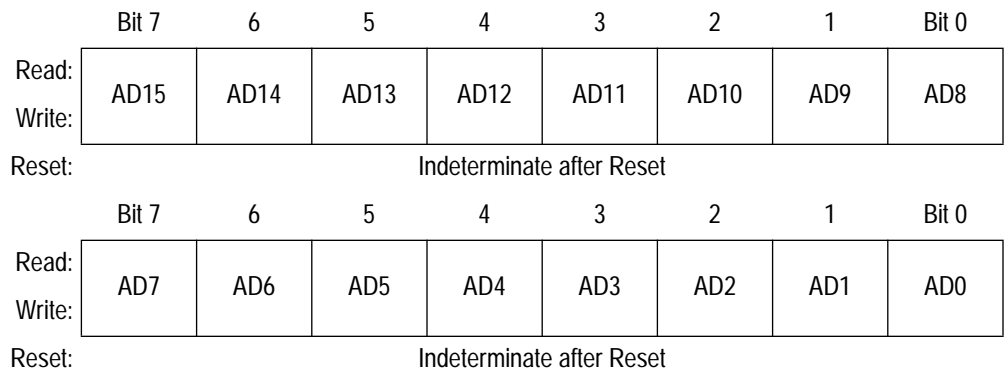 Bit 7 6 5 4 3 2 1 Bit 0
Read:
AD15 AD14 AD13 AD12 AD11 AD10 AD9 AD8
Write:
Reset: Indeterminate after Reset
Bit 7 6 5 4 3 2 1 Bit 0
Read:
AD7 AD6 AD5 AD4 AD3 AD2 AD1 AD0
Write:
Reset: Indeterminate after Reset